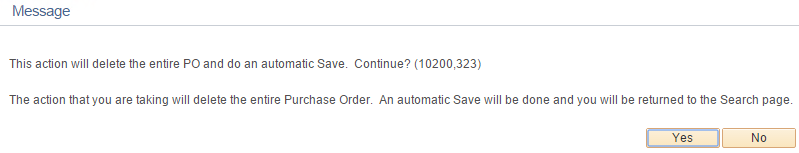 Message
This action will delete the entire PO and do an automatic Save.  Continue? (10200,323)
The action that you are taking will delete the entire Purchase Order.  An automatic Save will be done and you will be returned to the Search page.
Yes No